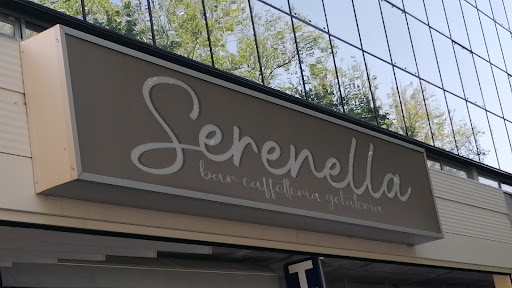 Serenella
bar caffetteria gelateria
T